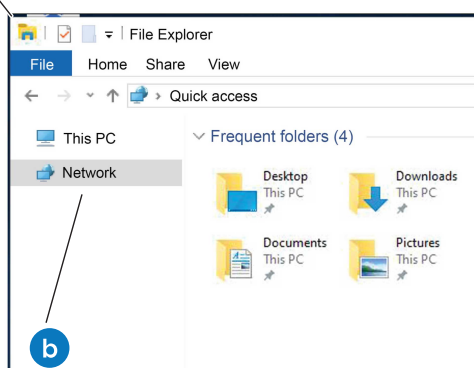 File Explorer
File Home Share View
Quick access
This PC
Network
Frequent folders (4)
Desktop
This PC
Downloads
This PC
Documents
This PC
Pictures
This PC
b